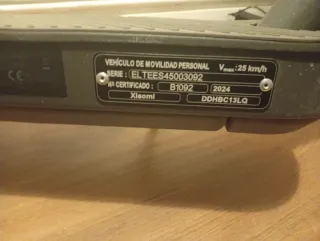 VEHÍCULO DE MOVILIDAD PERSONAL Vmax: 25 km/h
SERIE: ELTEES45003092
Nº CERTIFICADO: B1092 2024
Xiaomi DDHBC13LQ